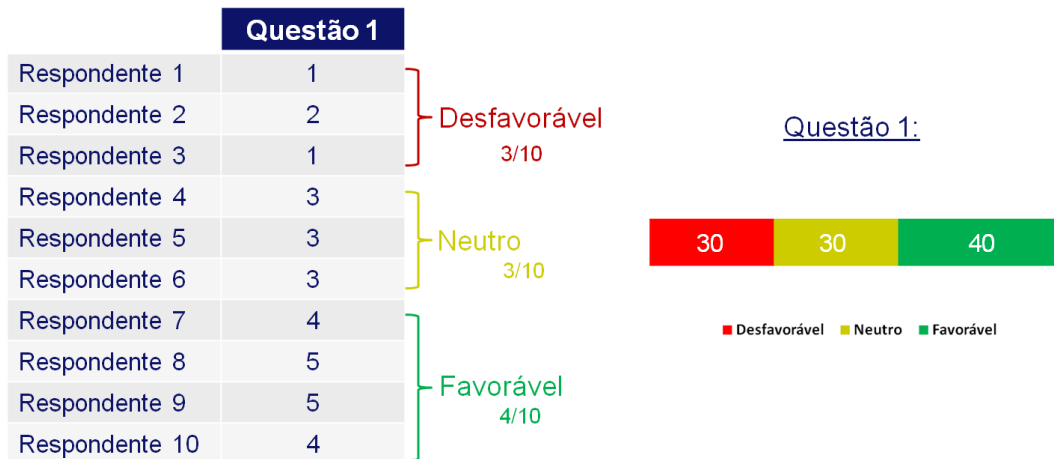 Questão 1
Respondente 1 1
Respondente 2 2
Respondente 3 1
Respondente 4 3
Respondente 5 3
Respondente 6 3
Respondente 7 4
Respondente 8 5
Respondente 9 5
Respondente 10 4
Desfavorável
3/10
Neutro
3/10
Favorável
4/10
Questão 1:
30 30 40
Desfavorável Neutro Favorável